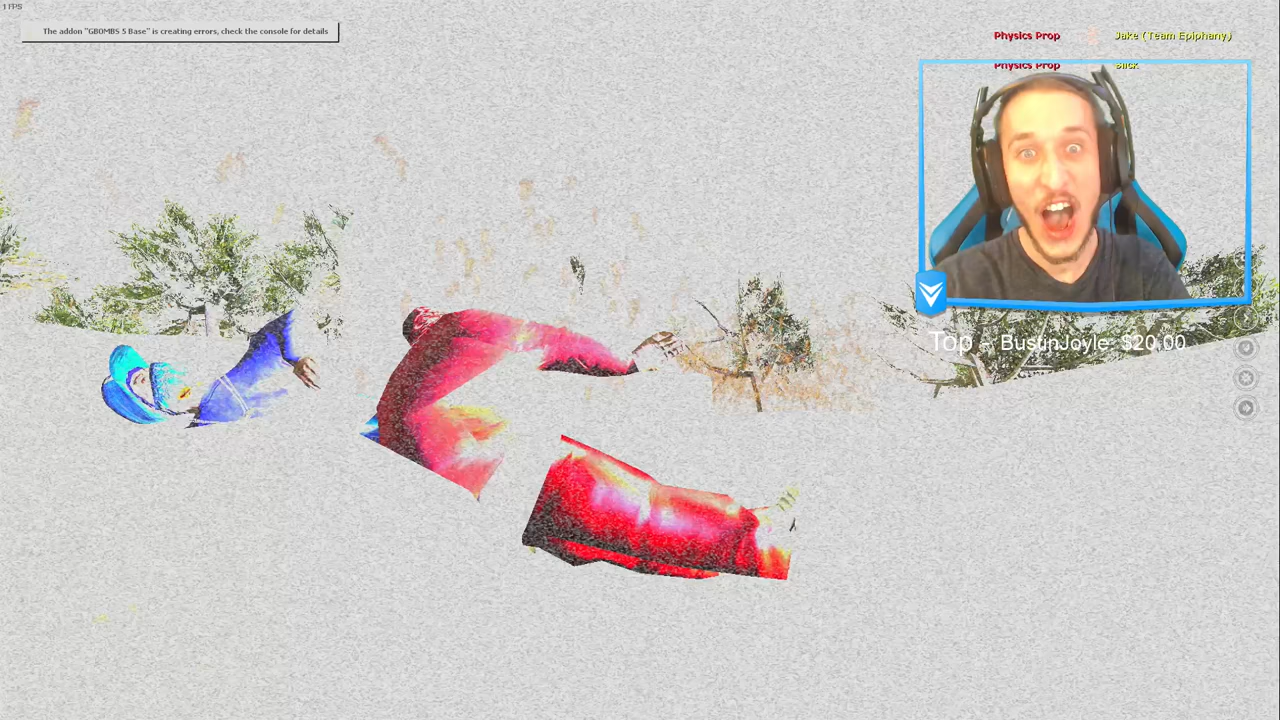 1 FPS
The addon "GBOMBS 5 Base" is creating errors, check the console for details
Physics Prop Jake (Team Epiphany)
Physics Prop Slick
Top - BustinJoyle: $20.00